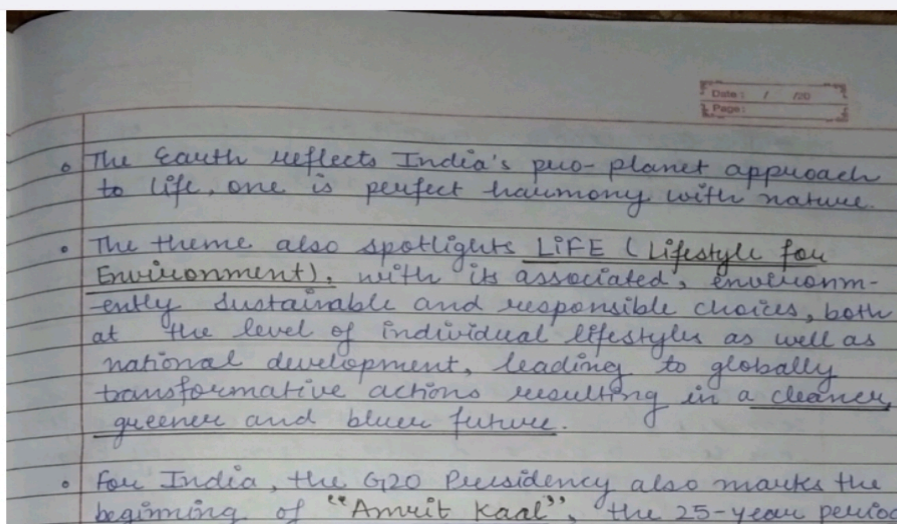 Date : / /20
Page:
The Earth reflects India's pro-planet approach
to life, one is perfect harmony with nature.
The theme also spotlights LiFE (Lifestyle for
Environment), with its associated, environm-
-ently sustainable and responsible choices, both
at the level of individual lifestyles as well as
national development, leading to globally
transformative actions resulting in a cleaner,
greener and bluer future.
For India, the G20 Presidency also marks the
beginning of "Amrit Kaal", the 25-year period